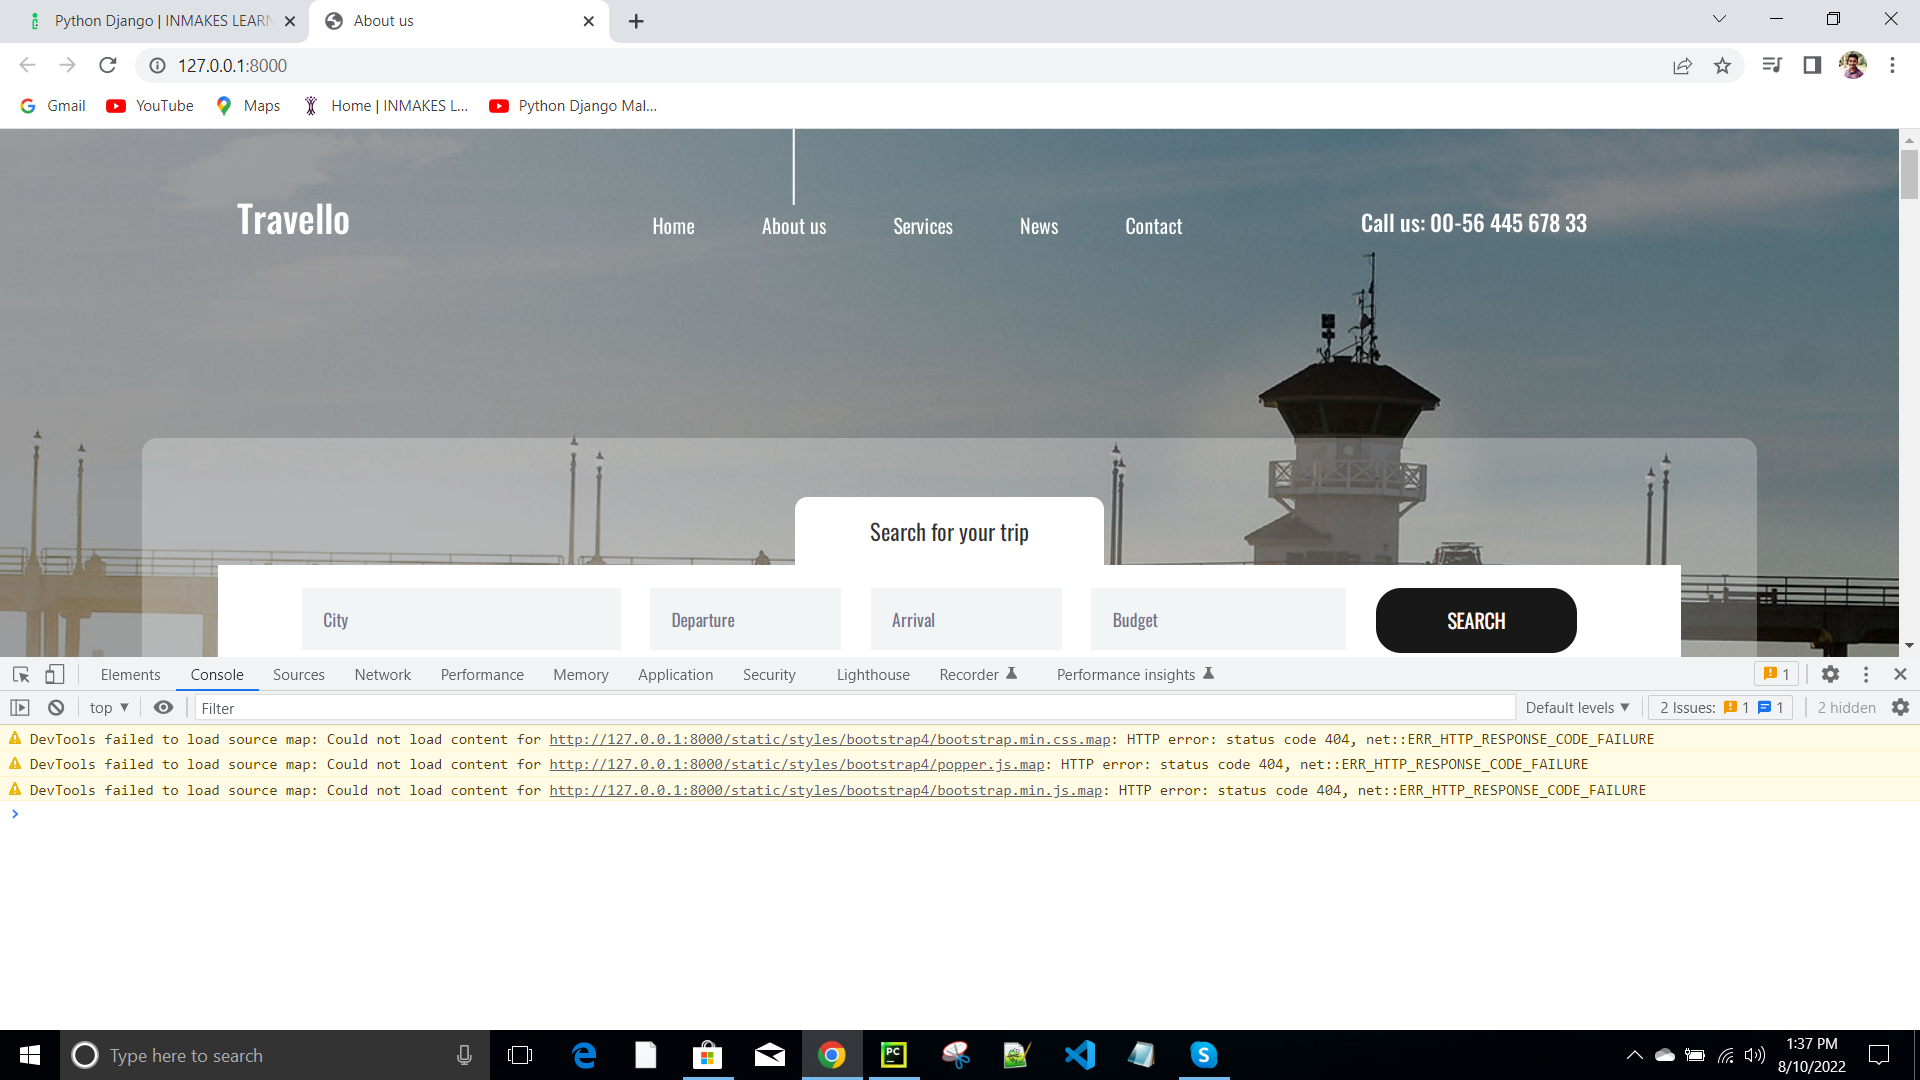 Python Django | INMAKES LEARN
About us
127.0.0.1:8000
Gmail
YouTube
Maps
Home | INMAKES L...
Python Django Mal...
Travello
Home
About us
Services
News
Contact
Call us: 00-56 445 678 33
Search for your trip
City
Departure
Arrival
Budget
SEARCH
Elements
Console
Sources
Network
Performance
Memory
Application
Security
Lighthouse
Recorder
Performance insights
1
top
Filter
Default levels
2 Issues: 1 1
2 hidden
DevTools failed to load source map: Could not load content for http://127.0.0.1:8000/static/styles/bootstrap4/bootstrap.min.css.map: HTTP error: status code 404, net::ERR_HTTP_RESPONSE_CODE_FAILURE
DevTools failed to load source map: Could not load content for http://127.0.0.1:8000/static/styles/bootstrap4/popper.js.map: HTTP error: status code 404, net::ERR_HTTP_RESPONSE_CODE_FAILURE
DevTools failed to load source map: Could not load content for http://127.0.0.1:8000/static/styles/bootstrap4/bootstrap.min.js.map: HTTP error: status code 404, net::ERR_HTTP_RESPONSE_CODE_FAILURE
Type here to search
PC
1:37 PM
8/10/2022